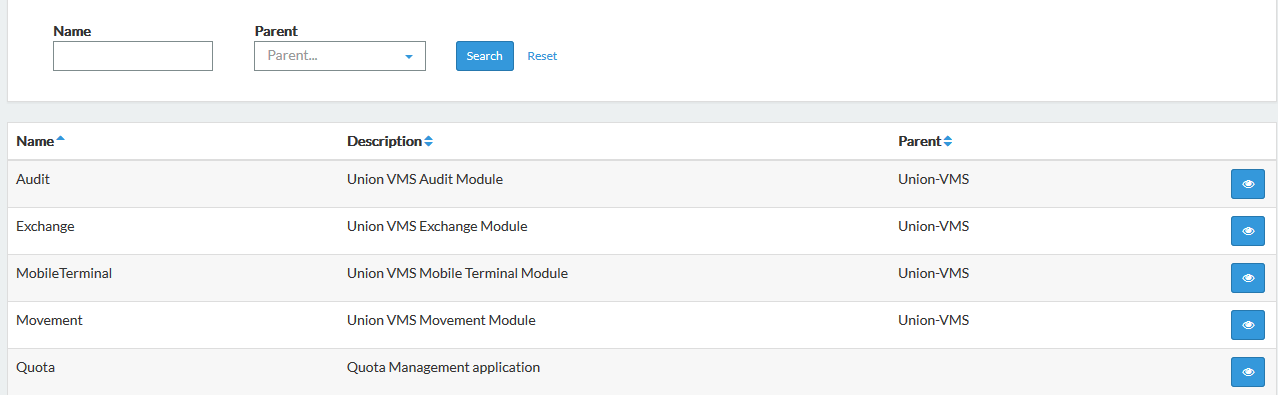 Name Parent
Parent... Search Reset
Name Description Parent
Audit Union VMS Audit Module Union-VMS
Exchange Union VMS Exchange Module Union-VMS
MobileTerminal Union VMS Mobile Terminal Module Union-VMS
Movement Union VMS Movement Module Union-VMS
Quota Quota Management application